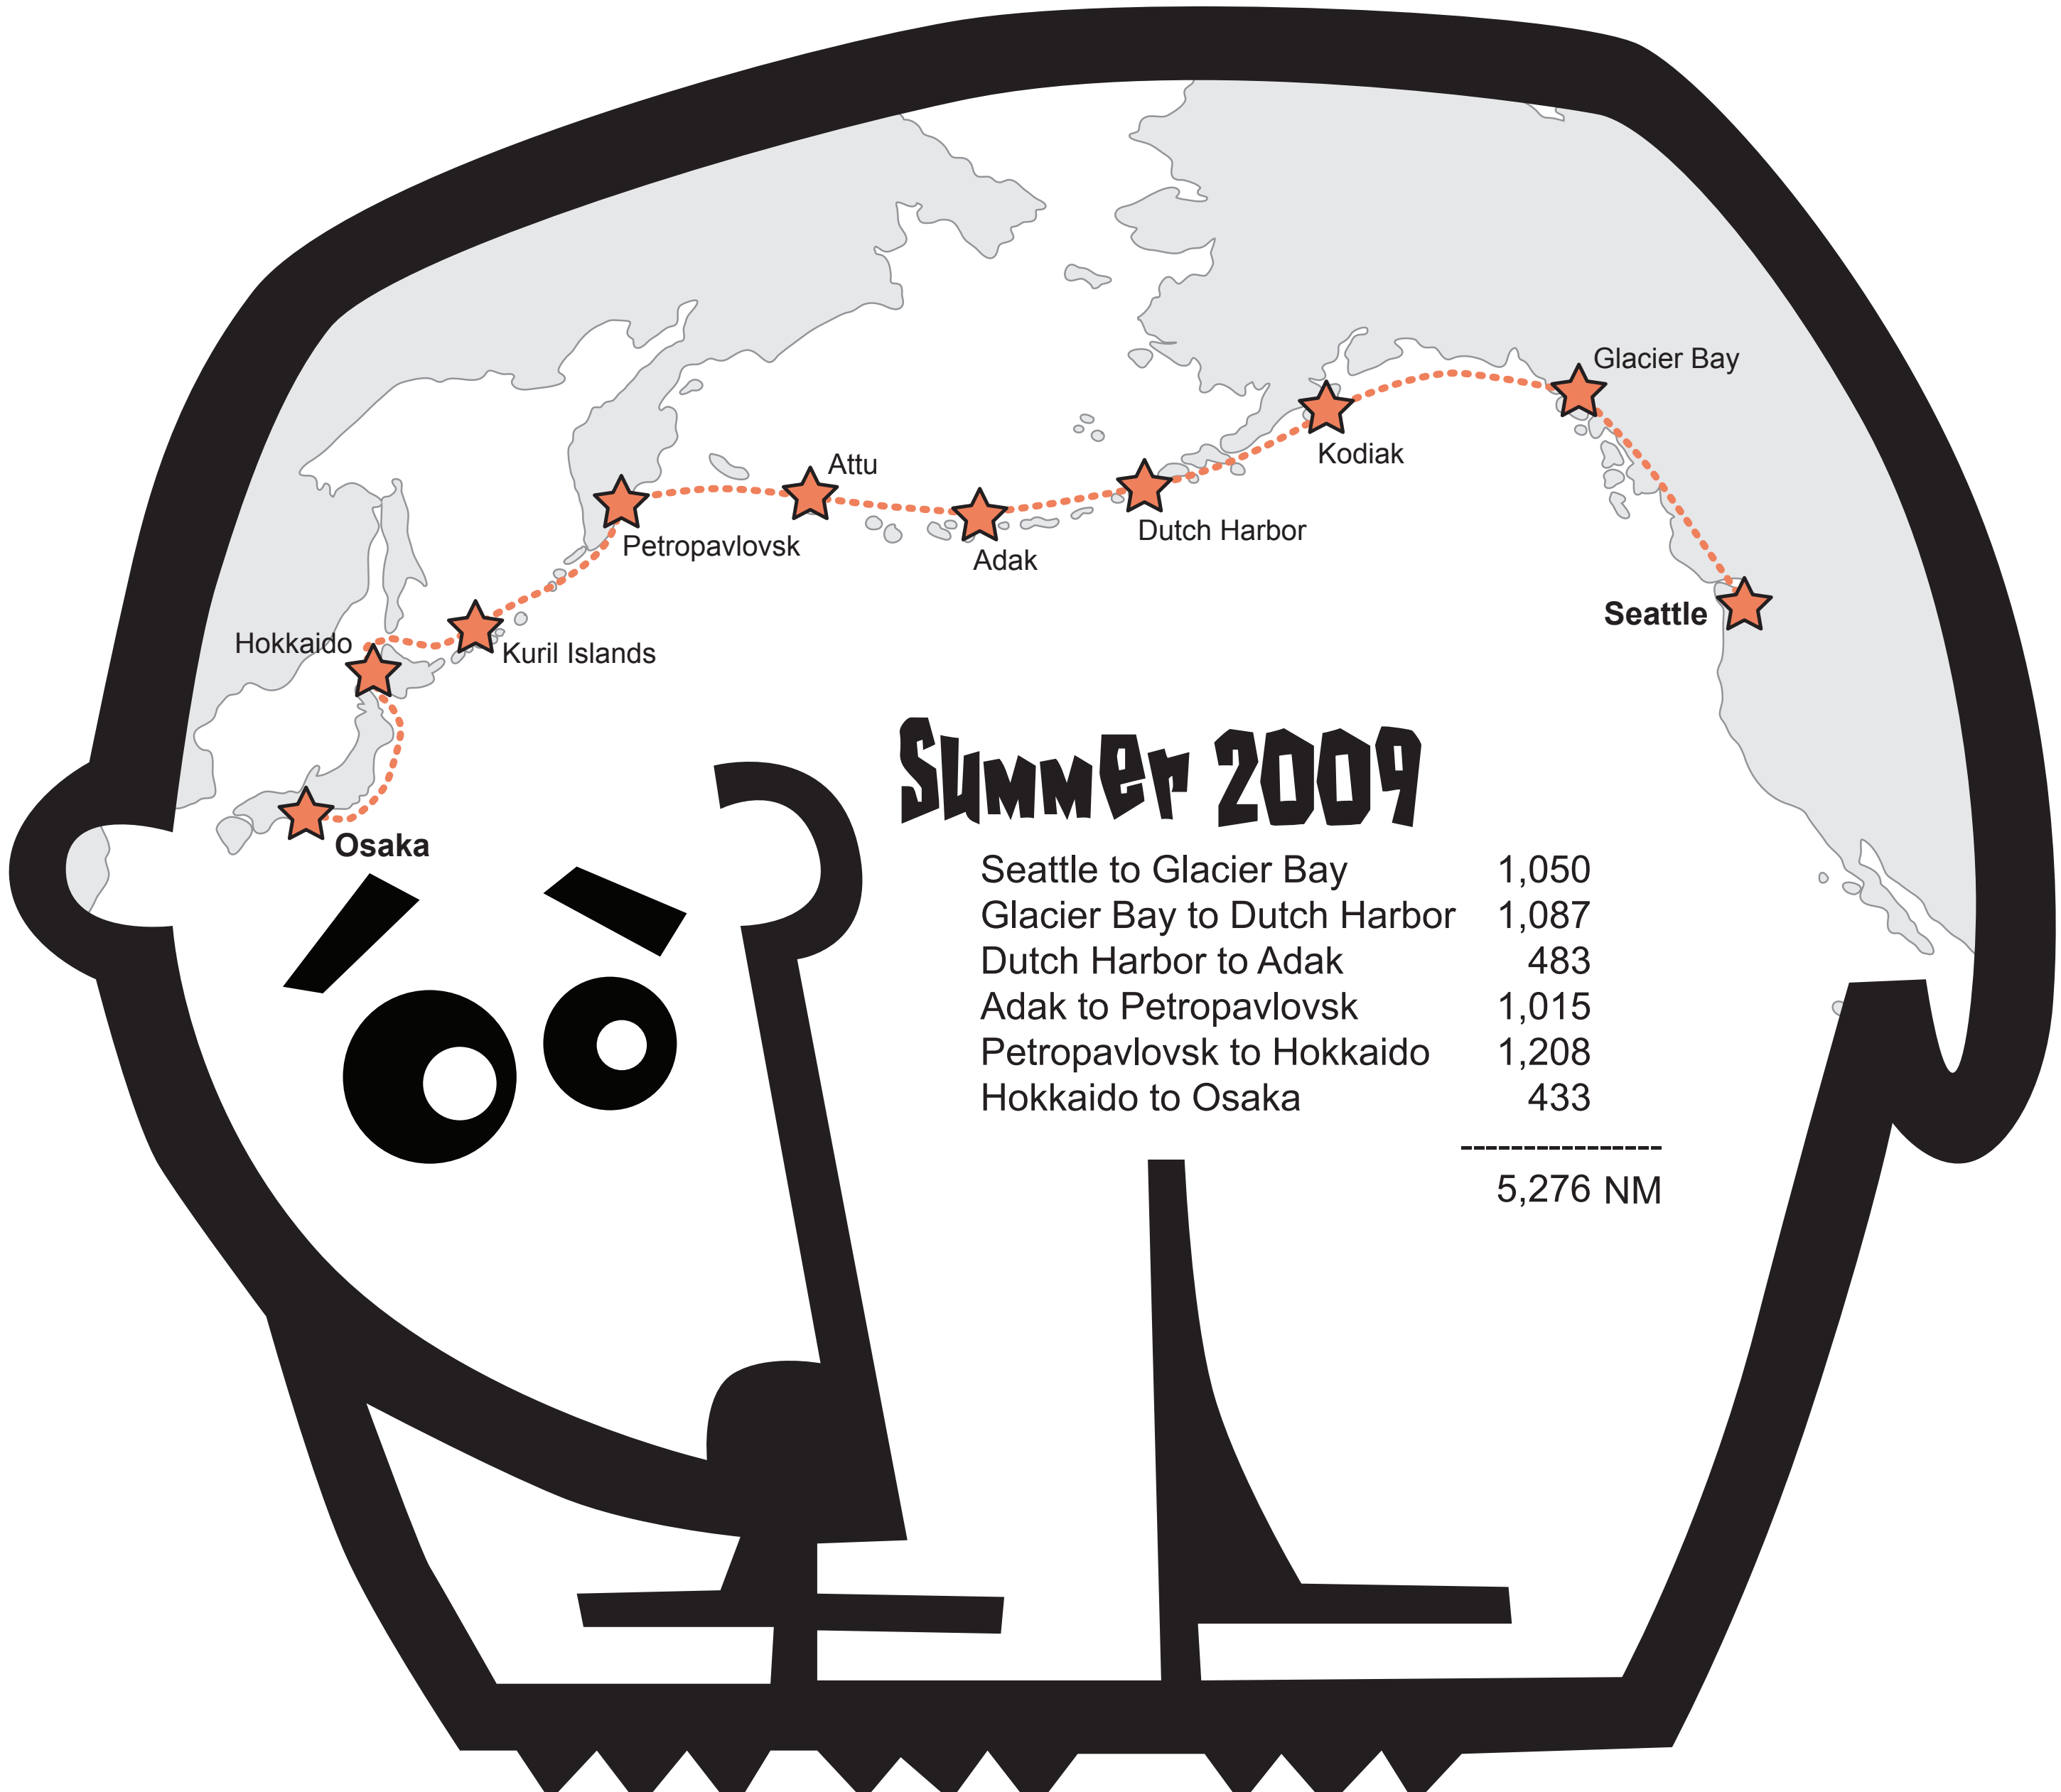 Glacier Bay
Kodiak
Attu
Dutch Harbor
Petropavlovsk
Adak
Seattle
Hokkaido
Kuril Islands
Osaka
Summer 2009
Seattle to Glacier Bay 1,050
Glacier Bay to Dutch Harbor 1,087
Dutch Harbor to Adak 483
Adak to Petropavlovsk 1,015
Petropavlovsk to Hokkaido 1,208
Hokkaido to Osaka 433
----------------
5,276 NM